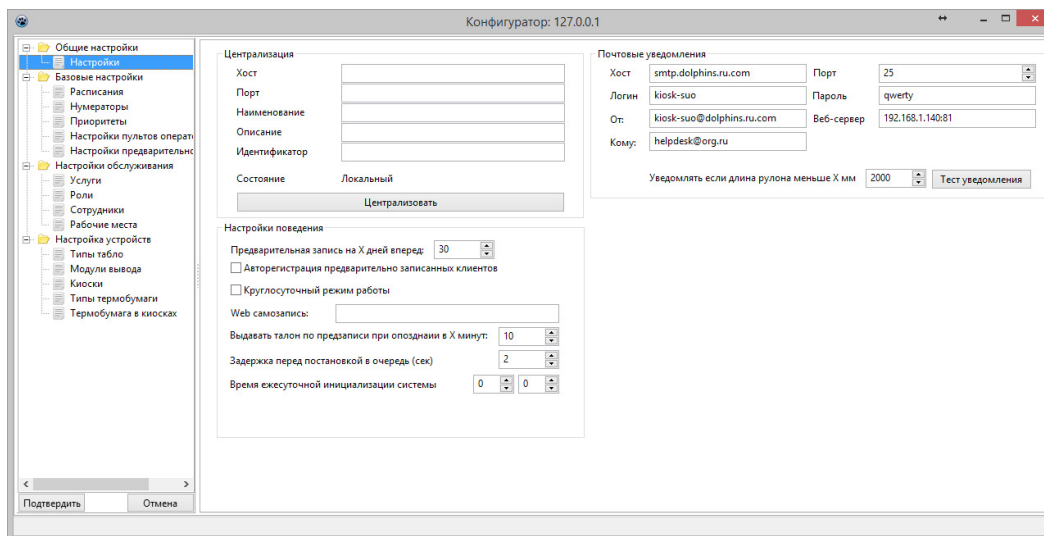 Конфигуратор: 127.0.0.1
Общие настройки
Настройки
Базовые настройки
Расписания
Нумераторы
Приоритеты
Настройки пультов операт
Настройки предварительнс
Настройки обслуживания
Услуги
Роли
Сотрудники
Рабочие места
Настройка устройств
Типы табло
Модули вывода
Киоски
Типы термобумаги
Термобумага в киосках
Подтвердить
Отмена
Централизация
Хост
Порт
Наименование
Описание
Идентификатор
Состояние Локальный
Централизовать
Настройки поведения
Предварительная запись на X дней вперед: 30
Авторегистрация предварительно записанных клиентов
Круглосуточный режим работы
Web самозапись:
Выдавать талон по предзаписи при опознаии в X минут: 10
Задержка перед постановкой в очередь (сек) 2
Время ежесуточной инициализации системы 0 0
Почтовые уведомления
Хост smtp.dolphins.ru.com Порт 25
Логин kiosk-suo Пароль qwerty
От: kiosk-suo@dolphins.ru.com Веб-сервер 192.168.1.140:81
Кому: helpdesk@org.ru
Уведомлять если длина рулона меньше X мм 2000 Тест уведомления